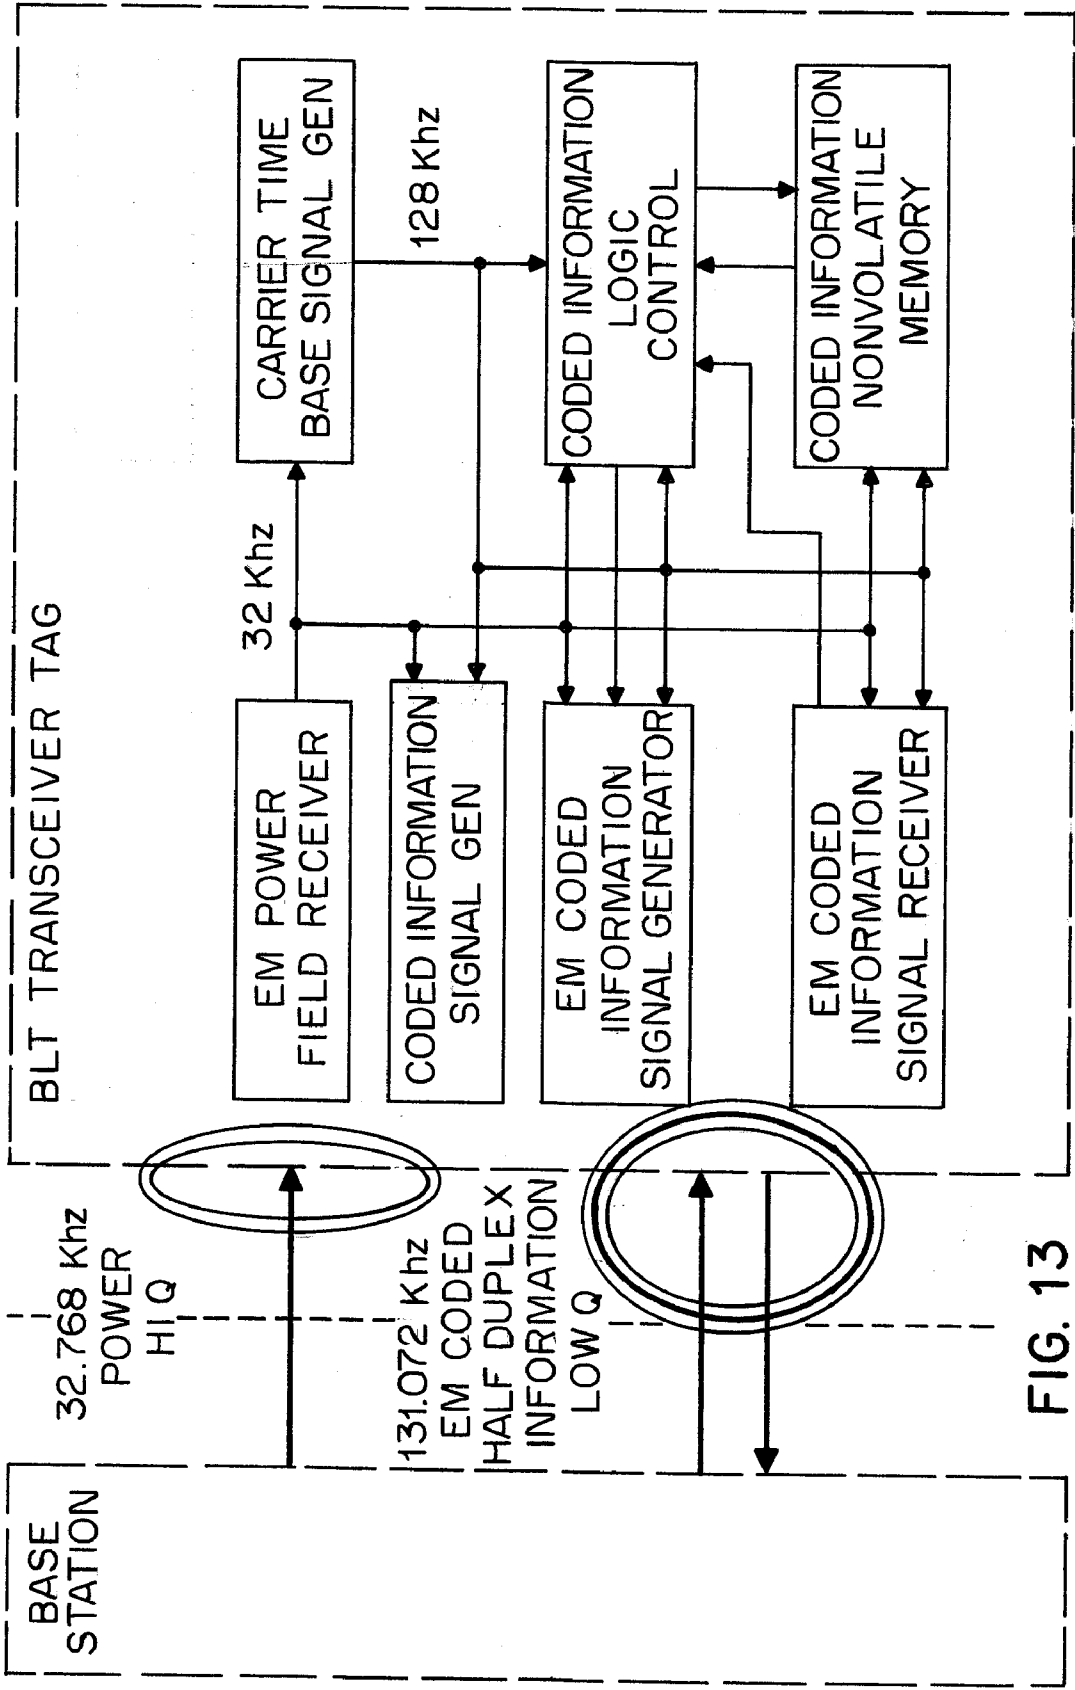 BASE
STATION
32.768 Khz
POWER
HI Q
131.072 Khz
EM CODED
HALF DUPLEX
INFORMATION
LOW Q
BLT TRANSCEIVER TAG
EM POWER
FIELD RECEIVER
32 Khz
CARRIER TIME
BASE SIGNAL GEN
128 Khz
CODED INFORMATION
SIGNAL GEN
EM CODED
INFORMATION
SIGNAL GENERATOR
CODED INFORMATION
LOGIC
CONTROL
EM CODED
INFORMATION
SIGNAL RECEIVER
CODED INFORMATION
NONVOLATILE
MEMORY
FIG. 13